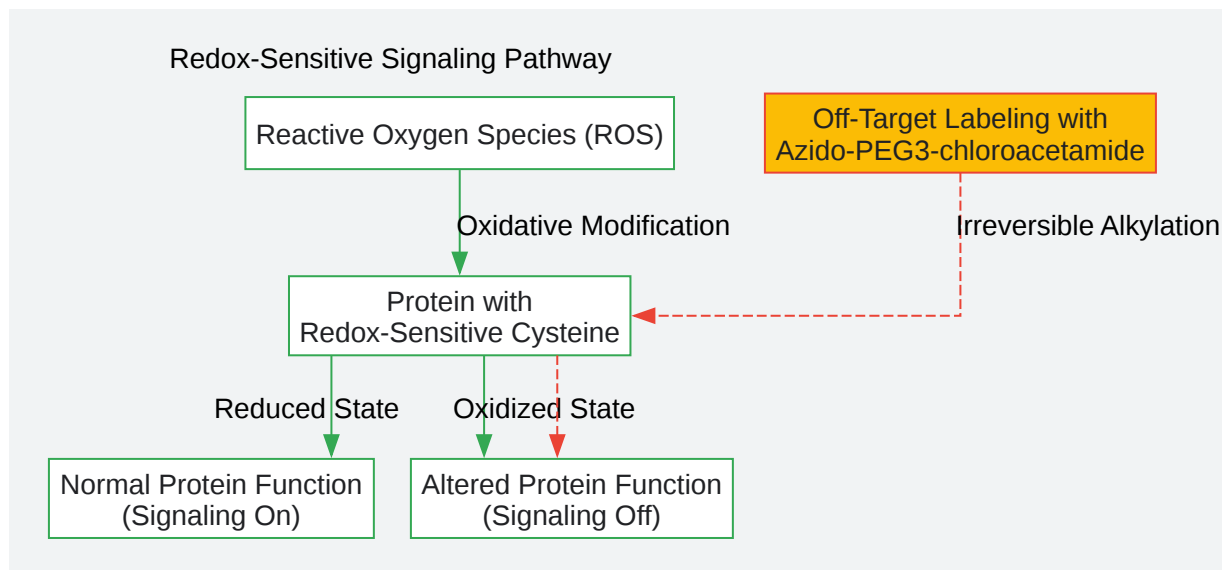 Redox-Sensitive Signaling Pathway
Reactive Oxygen Species (ROS)
Off-Target Labeling with
Azido-PEG3-chloroacetamide
Oxidative Modification
Irreversible Alkylation
Protein with
Redox-Sensitive Cysteine
Reduced State
Oxidized State
Normal Protein Function
(Signaling On)
Altered Protein Function
(Signaling Off)